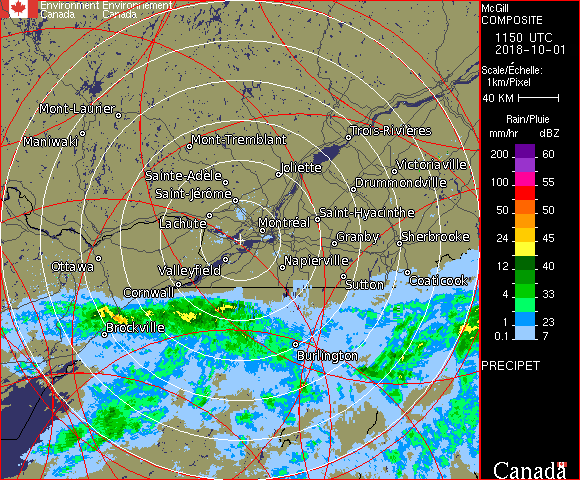 Environment Environnement
Canada Canada
Mont-Laurier
Maniwaki
Mont-Tremblant
Trois-Rivières
Sainte-Adèle
Joliette
Victoriaville
Saint-Jérôme
Drummondville
Lachute
Montréal
Saint-Hyacinthe
Granby
Sherbrooke
Ottawa
Valleyfield
Napierville
Cornwall
Sutton
Coaticook
Brockville
Burlington
McGill
COMPOSITE
1150 UTC
2018-10-01
Scale/Échelle:
1km/Pixel
40 KM
Rain/Pluie
mm/hr dBZ
200 60
100 55
50 50
24 45
12 40
4 33
1 23
0.1 7
PRECIPET
Canada